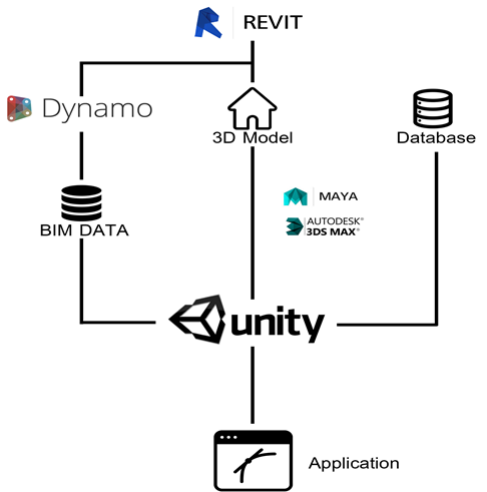 REVIT
Dynamo
3D Model
Database
MAYA
AUTODESK®
3DS MAX®
BIM DATA
unity
Application